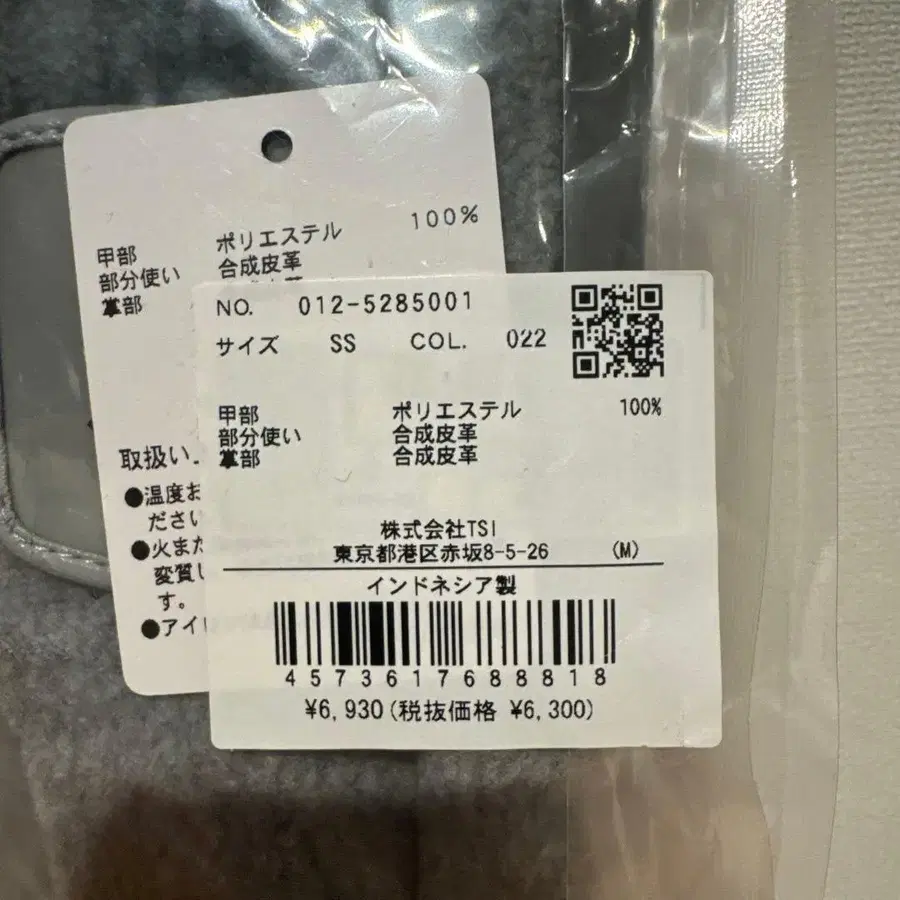 甲部 ポリエステル 100%
部分使い 合成皮革
掌部
取扱い
●温度お
ださい
●火また
変質し
す。
●アイ
NO. 012-5285001
サイズ SS COL. 022
甲部 ポリエステル 100%
部分使い 合成皮革
掌部 合成皮革
株式会社TSI
東京都港区赤坂8-5-26 (M)
インドネシア製
4573617688818
¥6,930(税抜価格 ¥6,300)